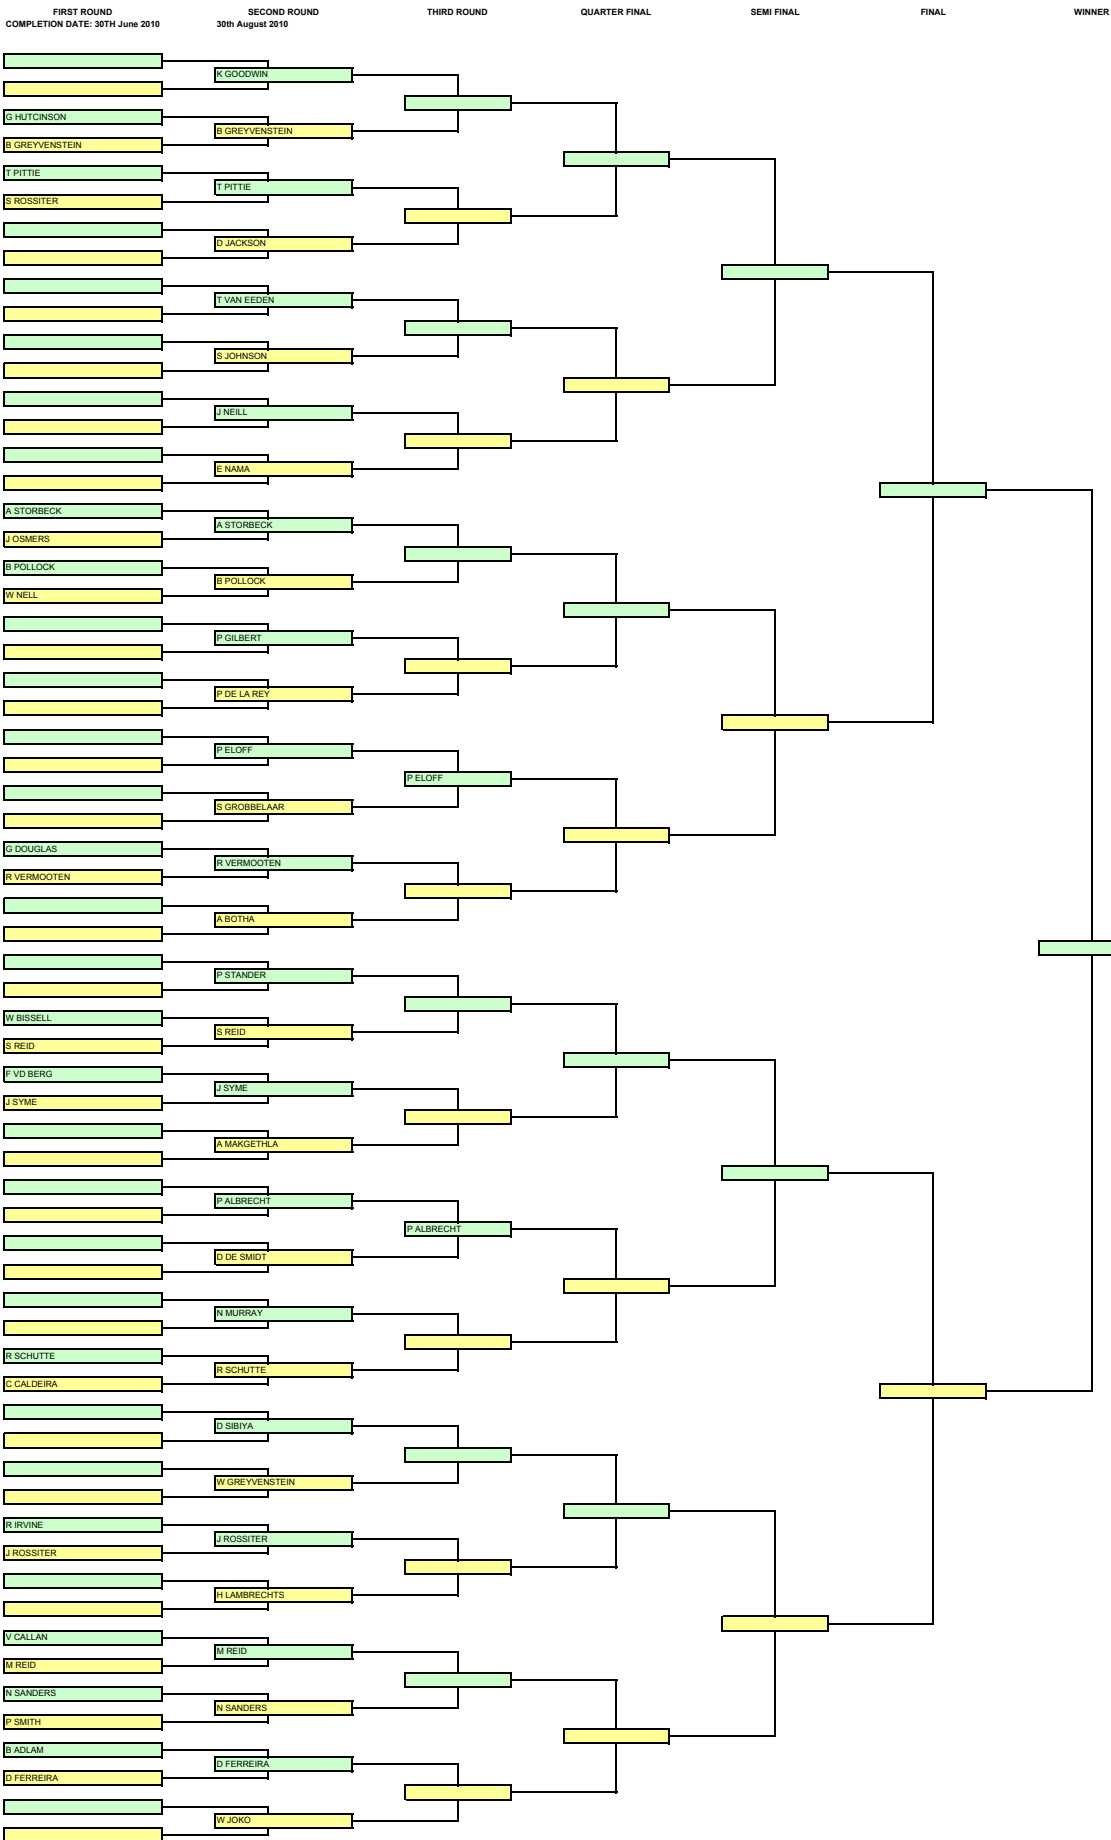 FIRST ROUND SECOND ROUND THIRD ROUND QUARTER FINAL SEMI FINAL FINAL WINNER
COMPLETION DATE: 30TH June 2010 30th August 2010
K GOODWIN
G HUTCINSON
B GREYVENSTEIN
B GREYVENSTEIN
T PITTIE
T PITTIE
S ROSSITER
D JACKSON
T VAN EEDEN
S JOHNSON
J NEILL
E NAMA
A STORBECK
A STORBECK
J OSMERS
B POLLOCK
B POLLOCK
W NELL
P GILBERT
P DE LA REY
P ELOFF
P ELOFF
S GROBBELAAR
G DOUGLAS
R VERMOOTEN
R VERMOOTEN
A BOTHA
P STANDER
W BISSELL
S REID
S REID
F VD BERG
J SYME
J SYME
A MAKGETHLA
P ALBRECHT
P ALBRECHT
D DE SMIDT
N MURRAY
R SCHUTTE
R SCHUTTE
C CALDEIRA
D SIBIYA
W GREYVENSTEIN
R IRVINE
J ROSSITER
J ROSSITER
H LAMBRECHTS
V CALLAN
M REID
M REID
N SANDERS
N SANDERS
P SMITH
B ADLAM
D FERREIRA
D FERREIRA
W JOKO